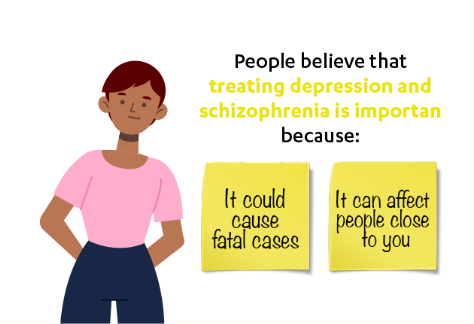 People believe that
treating depression and
schizophrenia is importan
because:
It could
cause
fatal cases
It can affect
people close
to you